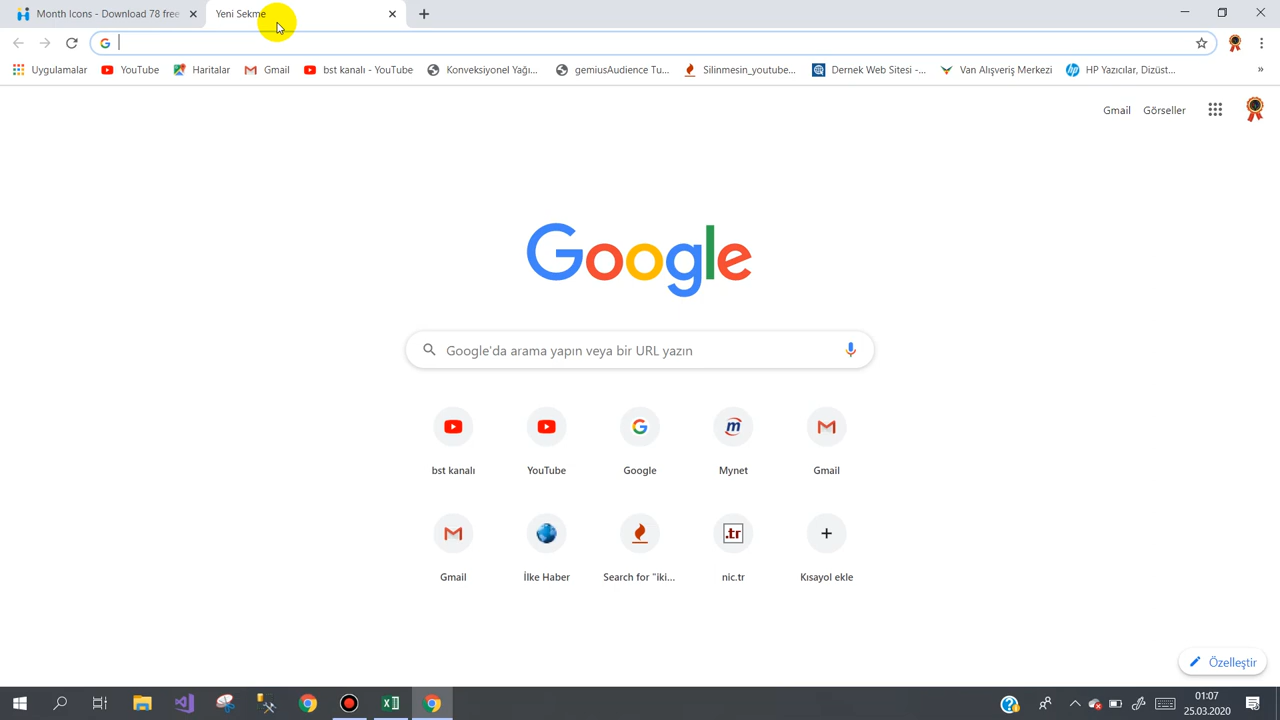 Month Icons - Download 78 free
Yeni Sekme
Uygulamalar
YouTube
Haritalar
Gmail
bst kanalı - YouTube
Konveksiyonel Yağı...
gemiusAudience Tu...
Silinmesin_youtube...
Dernek Web Sitesi -...
Van Alışveriş Merkezi
HP Yazıcılar, Dizüst...
»
Gmail
Görseller
Google
Google'da arama yapın veya bir URL yazın
bst kanalı
YouTube
Google
Mynet
Gmail
Gmail
İlke Haber
Search for "iki...
.tr
nic.tr
Kısayol ekle
Özelleştir
01:07
25.03.2020